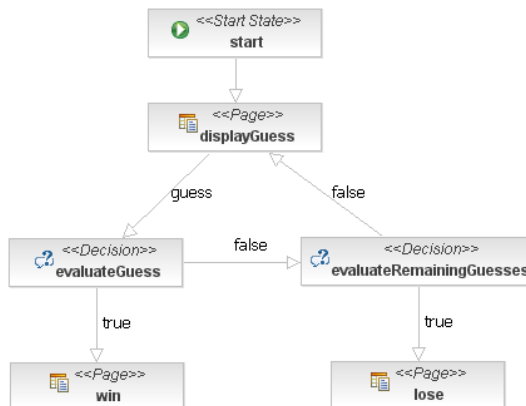 <<Start State>>
start
<<Page>>
displayGuess
guess
false
<<Decision>>
evaluateGuess
false
<<Decision>>
evaluateRemainingGuesses
true
true
<<Page>>
win
<<Page>>
lose